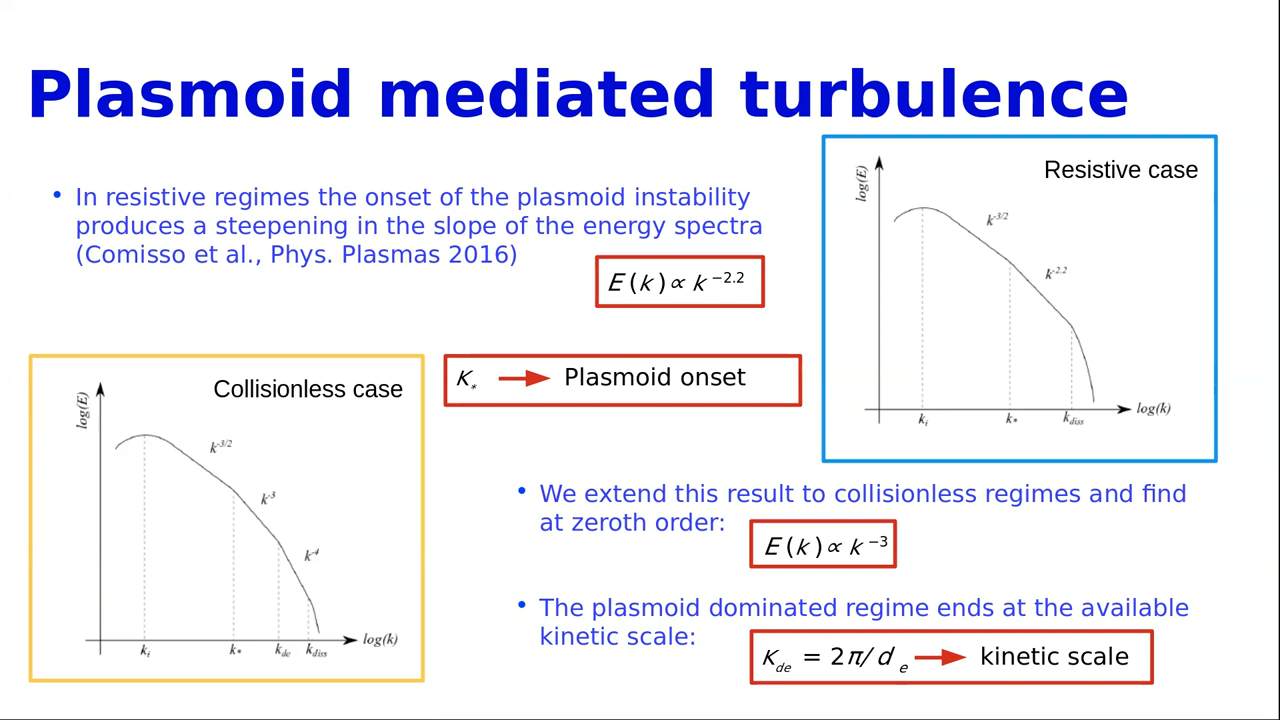 Plasmoid mediated turbulence
• In resistive regimes the onset of the plasmoid instability
produces a steepening in the slope of the energy spectra
(Comisso et al., Phys. Plasmas 2016)
E (k) ∝ k^−2.2
Resistive case
log(E)
k^-3/2
k^-2.2
k_i
k_*
k_diss
log(k)
K_* → Plasmoid onset
Collisionless case
log(E)
k^-3/2
k^-3
k^-4
k_i
k_*
k_de
k_diss
log(k)
• We extend this result to collisionless regimes and find
at zeroth order:
E (k) ∝ k^−3
• The plasmoid dominated regime ends at the available
kinetic scale:
K_de = 2π/d_e → kinetic scale